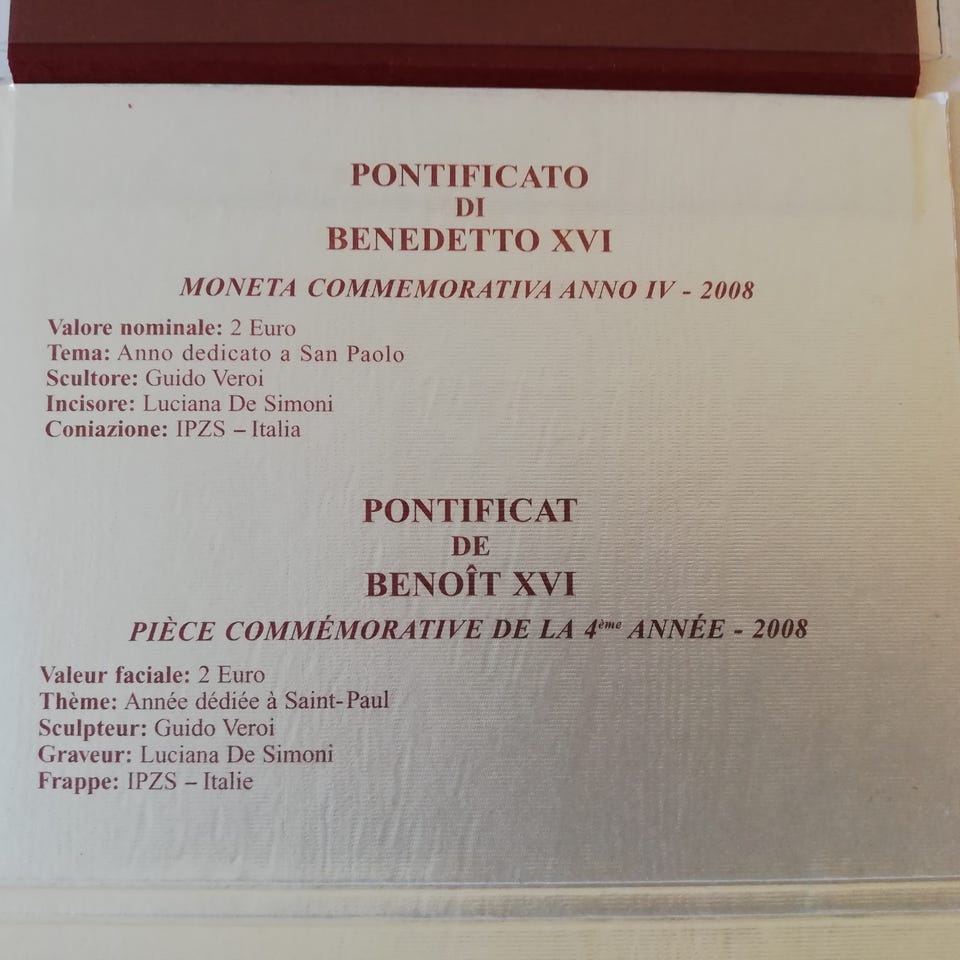 PONTIFICATO
DI
BENEDETTO XVI
MONETA COMMEMORATIVA ANNO IV - 2008
Valore nominale: 2 Euro
Tema: Anno dedicato a San Paolo
Scultore: Guido Veroi
Incisore: Luciana De Simoni
Coniazione: IPZS – Italia
PONTIFICAT
DE
BENOÎT XVI
PIÈCE COMMÉMORATIVE DE LA 4ème ANNÉE - 2008
Valeur faciale: 2 Euro
Thème: Année dédiée à Saint-Paul
Sculpteur: Guido Veroi
Graveur: Luciana De Simoni
Frappe: IPZS – Italie